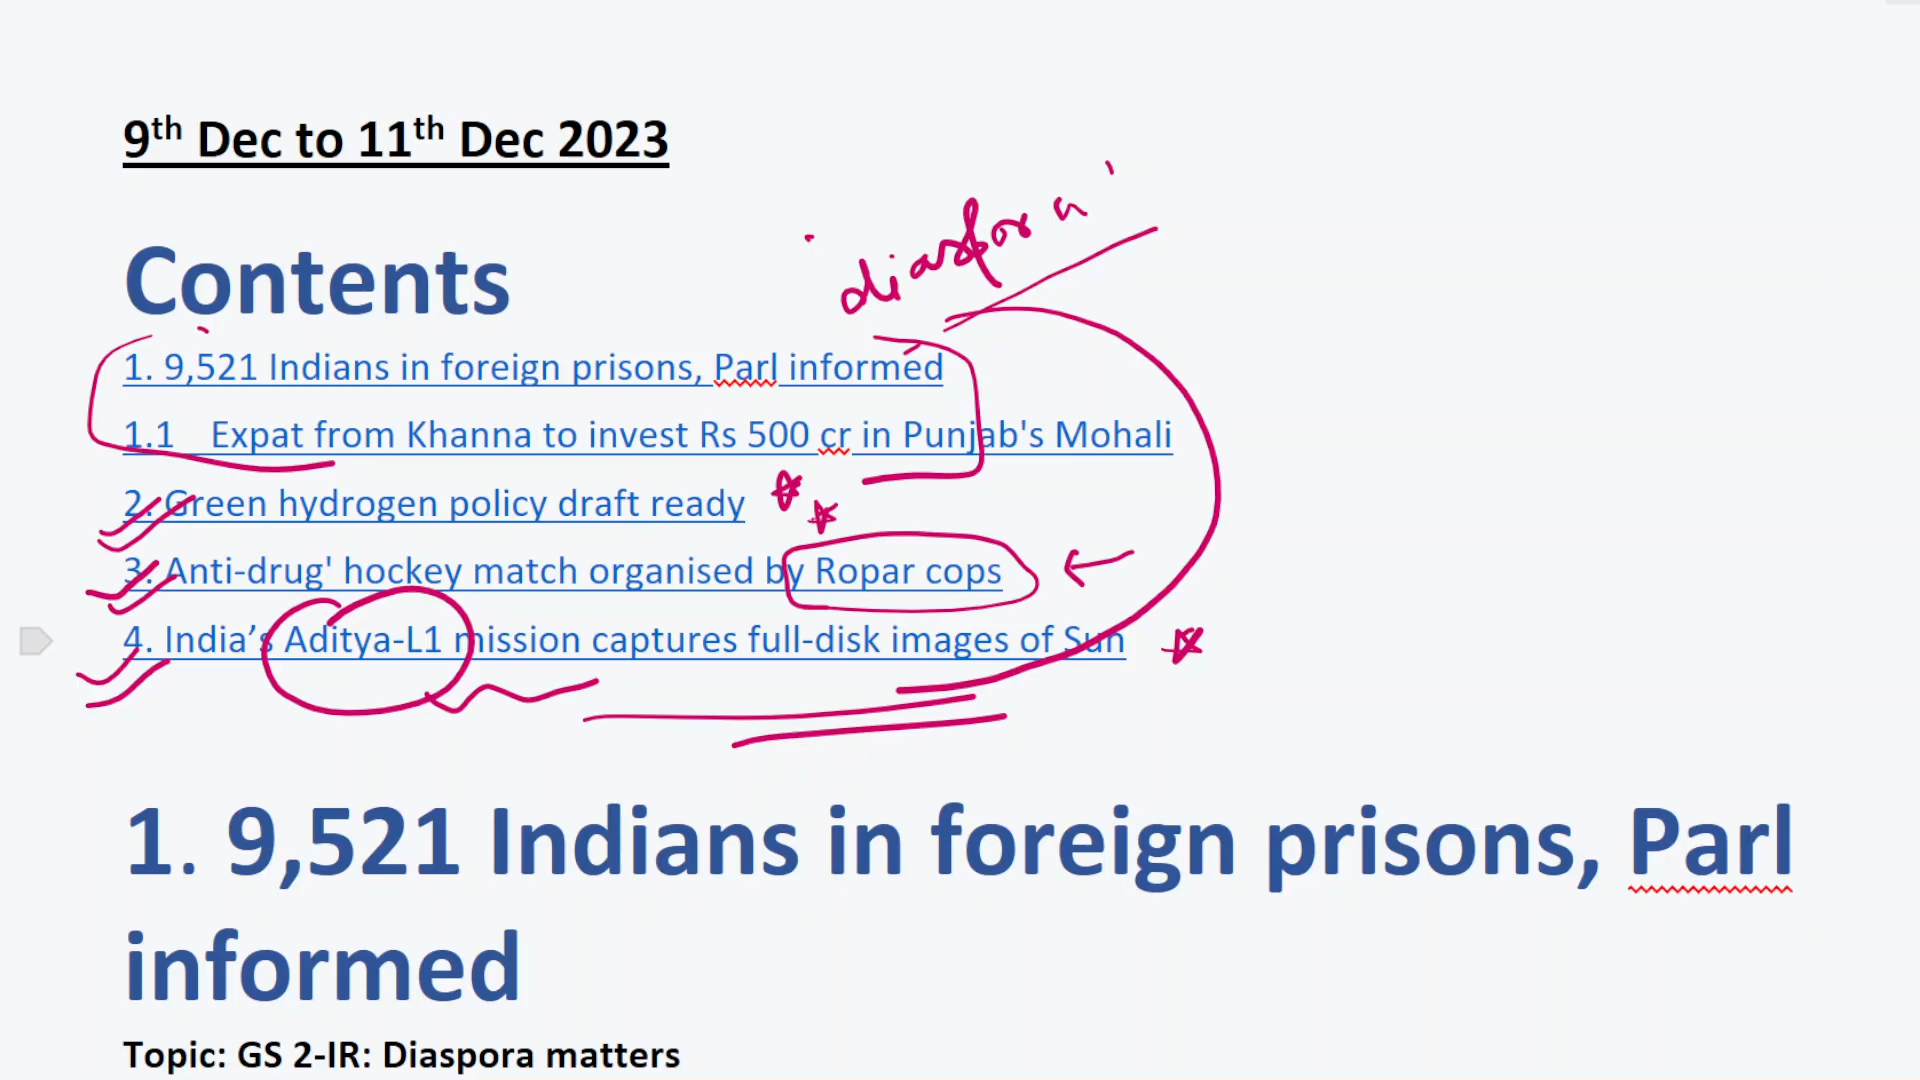 9th Dec to 11th Dec 2023
diaspora
Contents
1. 9,521 Indians in foreign prisons, Parl informed
1.1 Expat from Khanna to invest Rs 500 cr in Punjab's Mohali
2. Green hydrogen policy draft ready
3. Anti-drug' hockey match organised by Ropar cops
4. India’s Aditya-L1 mission captures full-disk images of Sun
1. 9,521 Indians in foreign prisons, Parl
informed
Topic: GS 2-IR: Diaspora matters